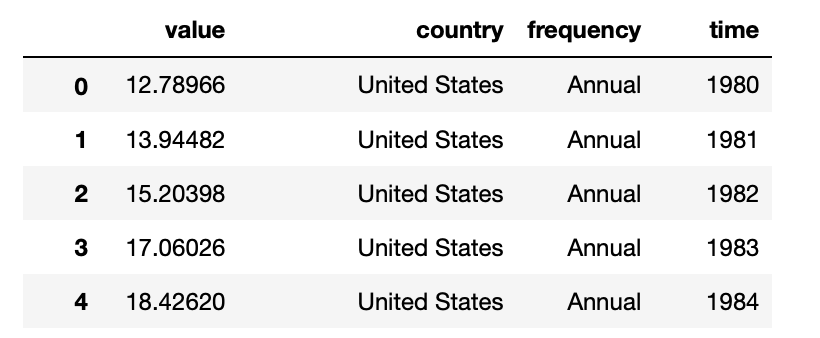 value country frequency time
0 12.78966 United States Annual 1980
1 13.94482 United States Annual 1981
2 15.20398 United States Annual 1982
3 17.06026 United States Annual 1983
4 18.42620 United States Annual 1984